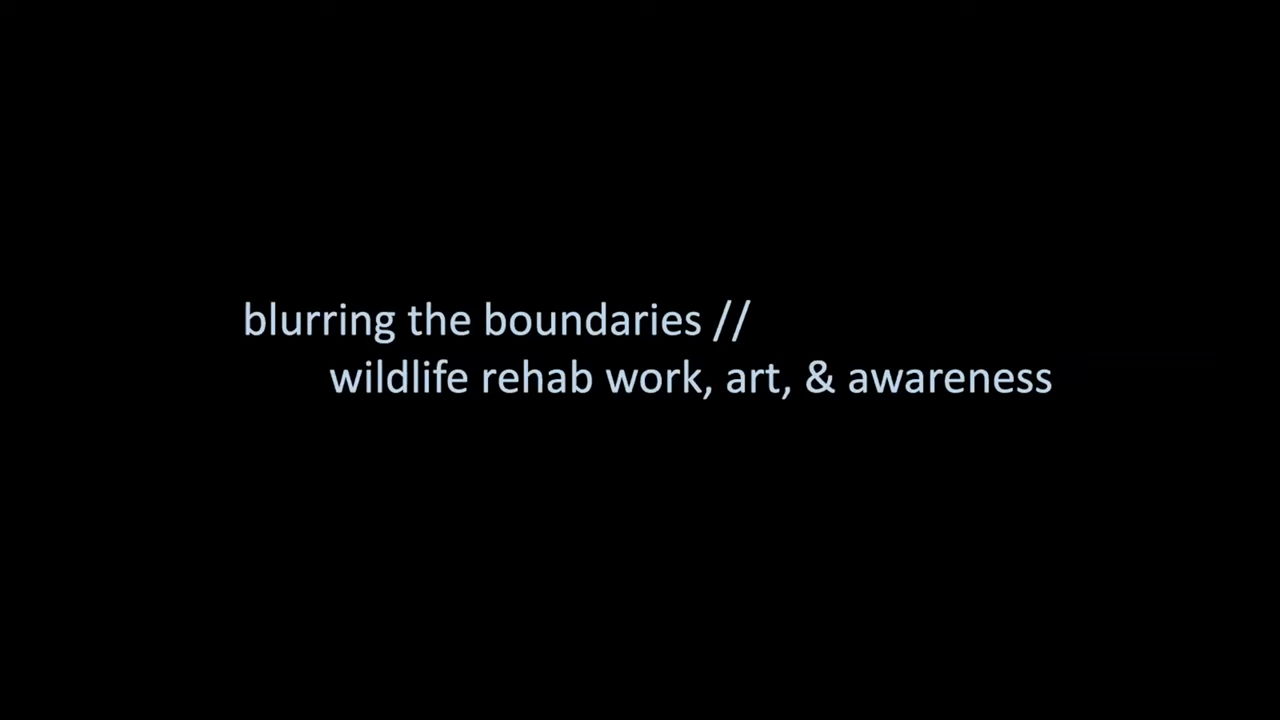 blurring the boundaries //
wildlife rehab work, art, & awareness